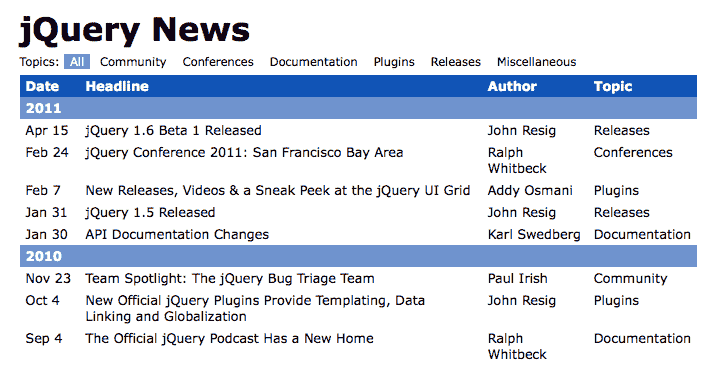 jQuery News
Topics: All Community Conferences Documentation Plugins Releases Miscellaneous
Date Headline Author Topic
2011
Apr 15 jQuery 1.6 Beta 1 Released John Resig Releases
Feb 24 jQuery Conference 2011: San Francisco Bay Area Ralph Conferences
Whitbeck
Feb 7 New Releases, Videos & a Sneak Peek at the jQuery UI Grid Addy Osmani Plugins
Jan 31 jQuery 1.5 Released John Resig Releases
Jan 30 API Documentation Changes Karl Swedberg Documentation
2010
Nov 23 Team Spotlight: The jQuery Bug Triage Team Paul Irish Community
Oct 4 New Official jQuery Plugins Provide Templating, Data John Resig Plugins
Linking and Globalization
Sep 4 The Official jQuery Podcast Has a New Home Ralph Documentation
Whitbeck